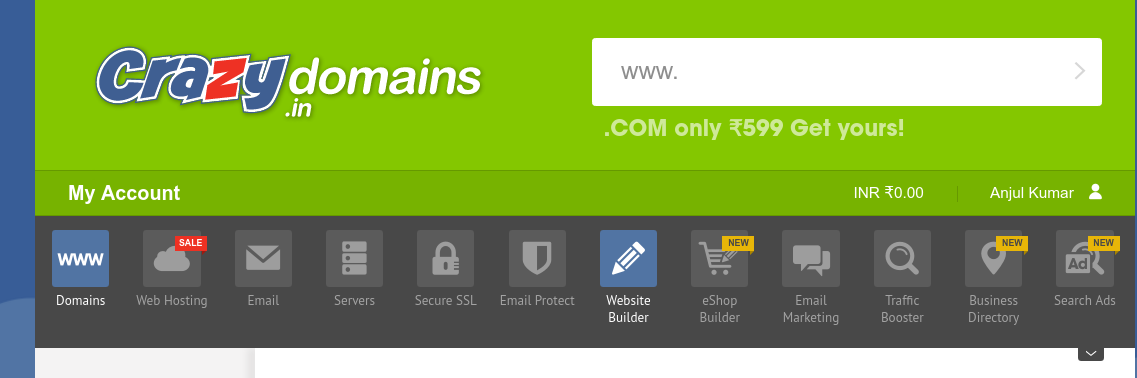 Crazy domains
.in
www.
.COM only ₹599 Get yours!
My Account
INR ₹0.00
Anjul Kumar
www
SALE
NEW
NEW
Ad
NEW
Domains
Web Hosting
Email
Servers
Secure SSL
Email Protect
Website
Builder
eShop
Builder
Email
Marketing
Traffic
Booster
Business
Directory
Search Ads